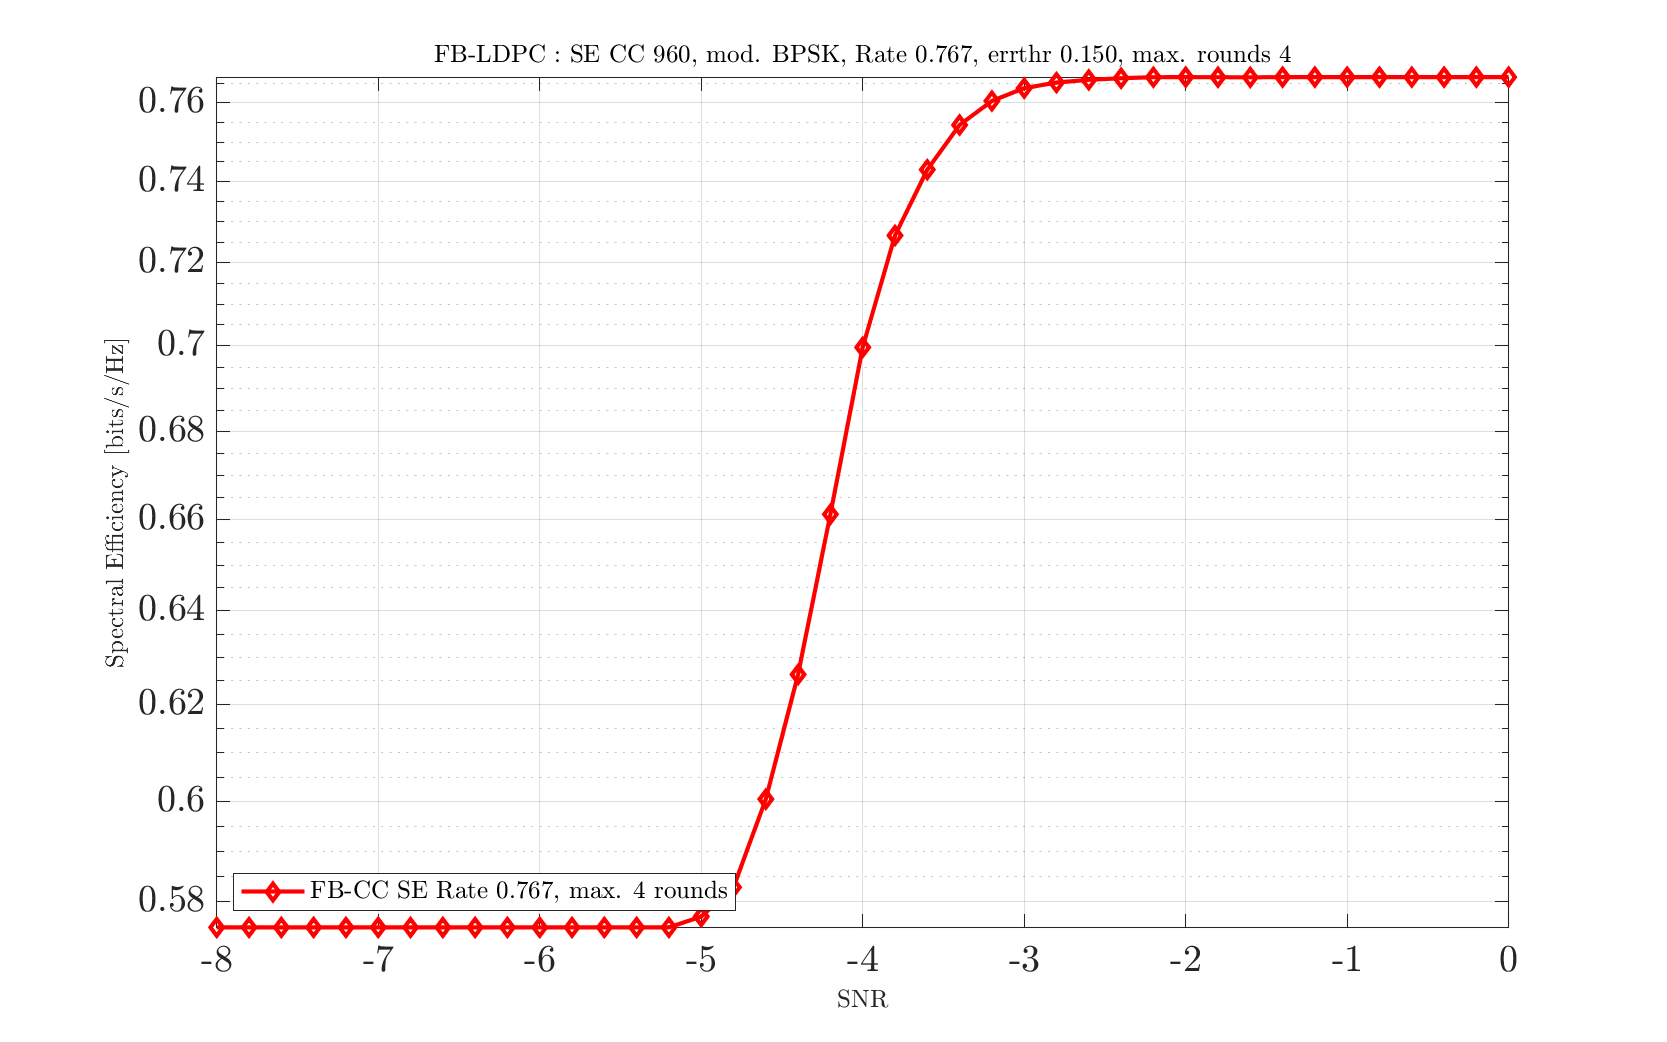 FB-LDPC : SE CC 960, mod. BPSK, Rate 0.767, errthr 0.150, max. rounds 4
0.76
0.74
0.72
0.7
0.68
0.66
0.64
0.62
0.6
0.58
Spectral Efficiency [bits/s/Hz]
FB-CC SE Rate 0.767, max. 4 rounds
-8 -7 -6 -5 -4 -3 -2 -1 0
SNR